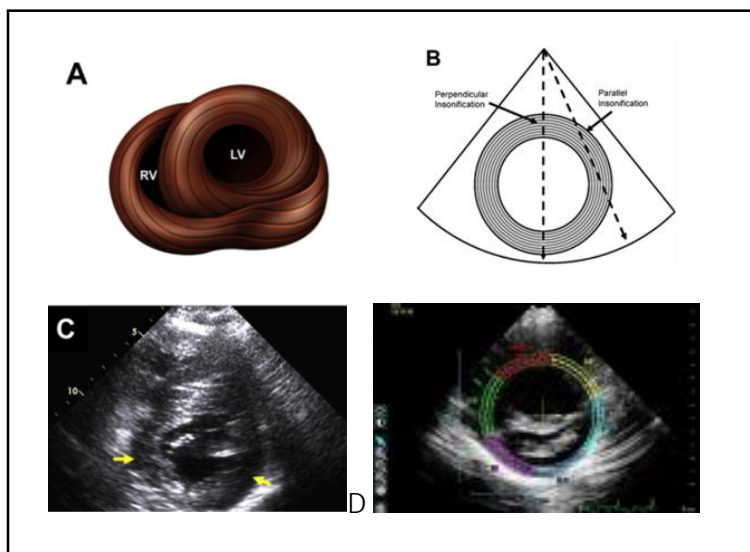 A
RV
LV
B
Perpendicular
Insonification
Parallel
Insonification
C
5
10
D